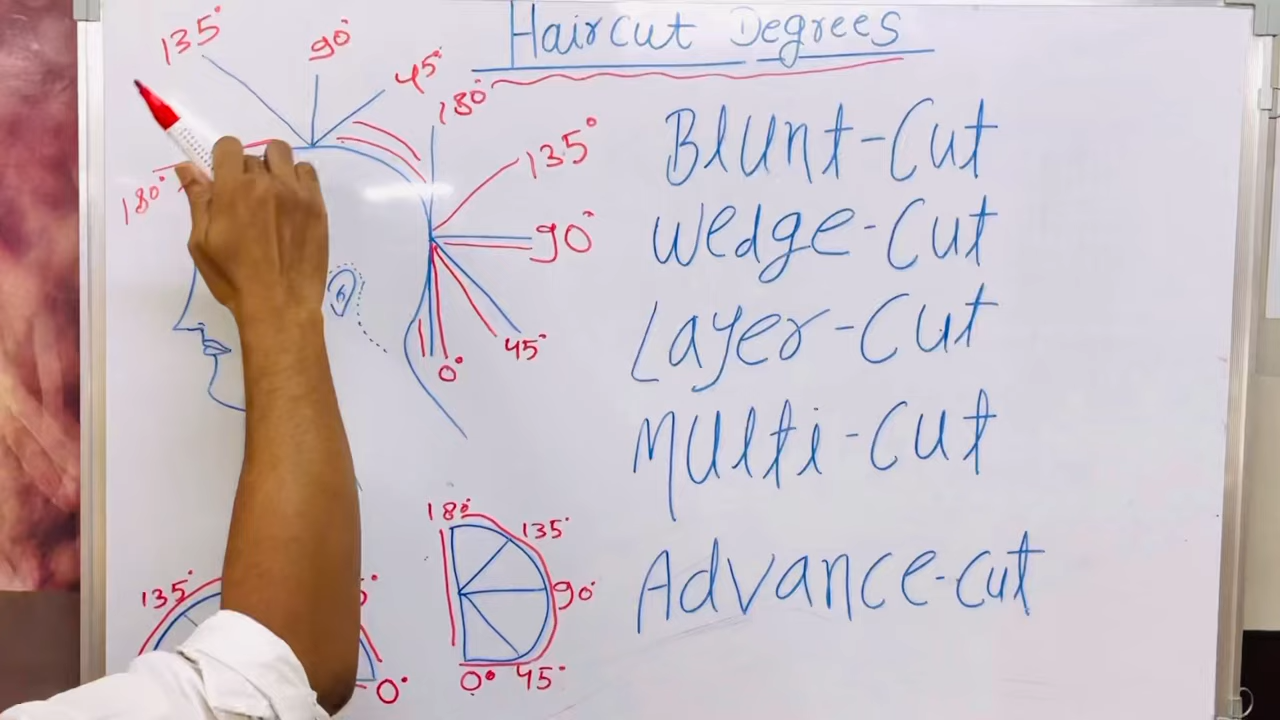 Haircut Degrees
135° 90° 45°
180° 180° 135°
90°
45°
0°
Blunt-Cut
Wedge-Cut
Layer-Cut
Multi-Cut
Advance-Cut
180° 135°
90°
0° 45°
135°
0°